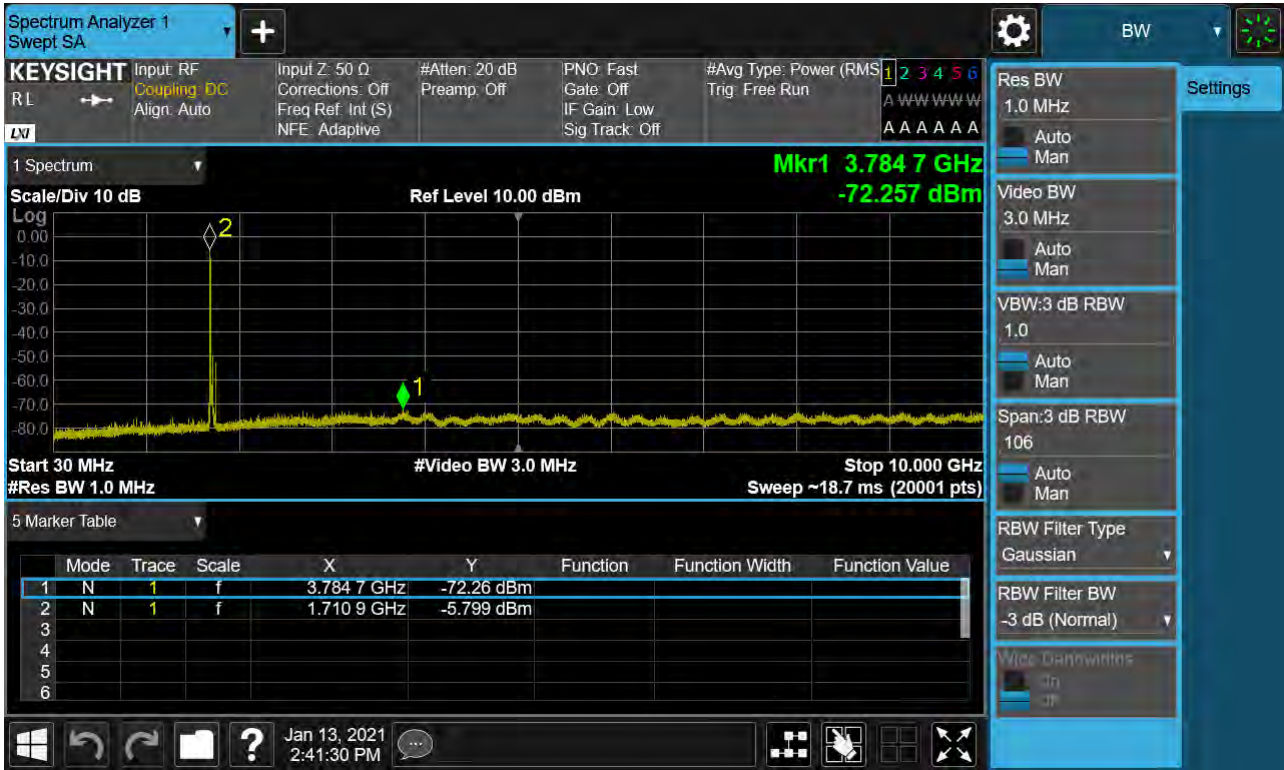 Spectrum Analyzer 1
Swept SA
BW
KEYSIGHT
RL
LXI
Input: RF
Coupling: DC
Align: Auto
Input Z: 50 Ω
Corrections: Off
Freq Ref: Int (S)
NFE: Adaptive
#Atten: 20 dB
Preamp: Off
PNO: Fast
Gate: Off
IF Gain: Low
Sig Track: Off
#Avg Type: Power (RMS
Trig: Free Run
1 2 3 4 5 6
A W W W W W
A A A A A A
1 Spectrum
Scale/Div 10 dB
Ref Level 10.00 dBm
Mkr1 3.784 7 GHz
-72.257 dBm
Log
0.00
-10.0
-20.0
-30.0
-40.0
-50.0
-60.0
-70.0
-80.0
2
1
Start 30 MHz
#Video BW 3.0 MHz
Stop 10.000 GHz
#Res BW 1.0 MHz
Sweep ~18.7 ms (20001 pts)
5 Marker Table
Mode Trace Scale X Y Function Function Width Function Value
1 N 1 f 3.784 7 GHz -72.26 dBm
2 N 1 f 1.710 9 GHz -5.799 dBm
3
4
5
6
Jan 13, 2021
2:41:30 PM
Settings
Res BW
1.0 MHz
Auto
Man
Video BW
3.0 MHz
Auto
Man
VBW:3 dB RBW
1.0
Auto
Man
Span:3 dB RBW
106
Auto
Man
RBW Filter Type
Gaussian
RBW Filter BW
-3 dB (Normal)